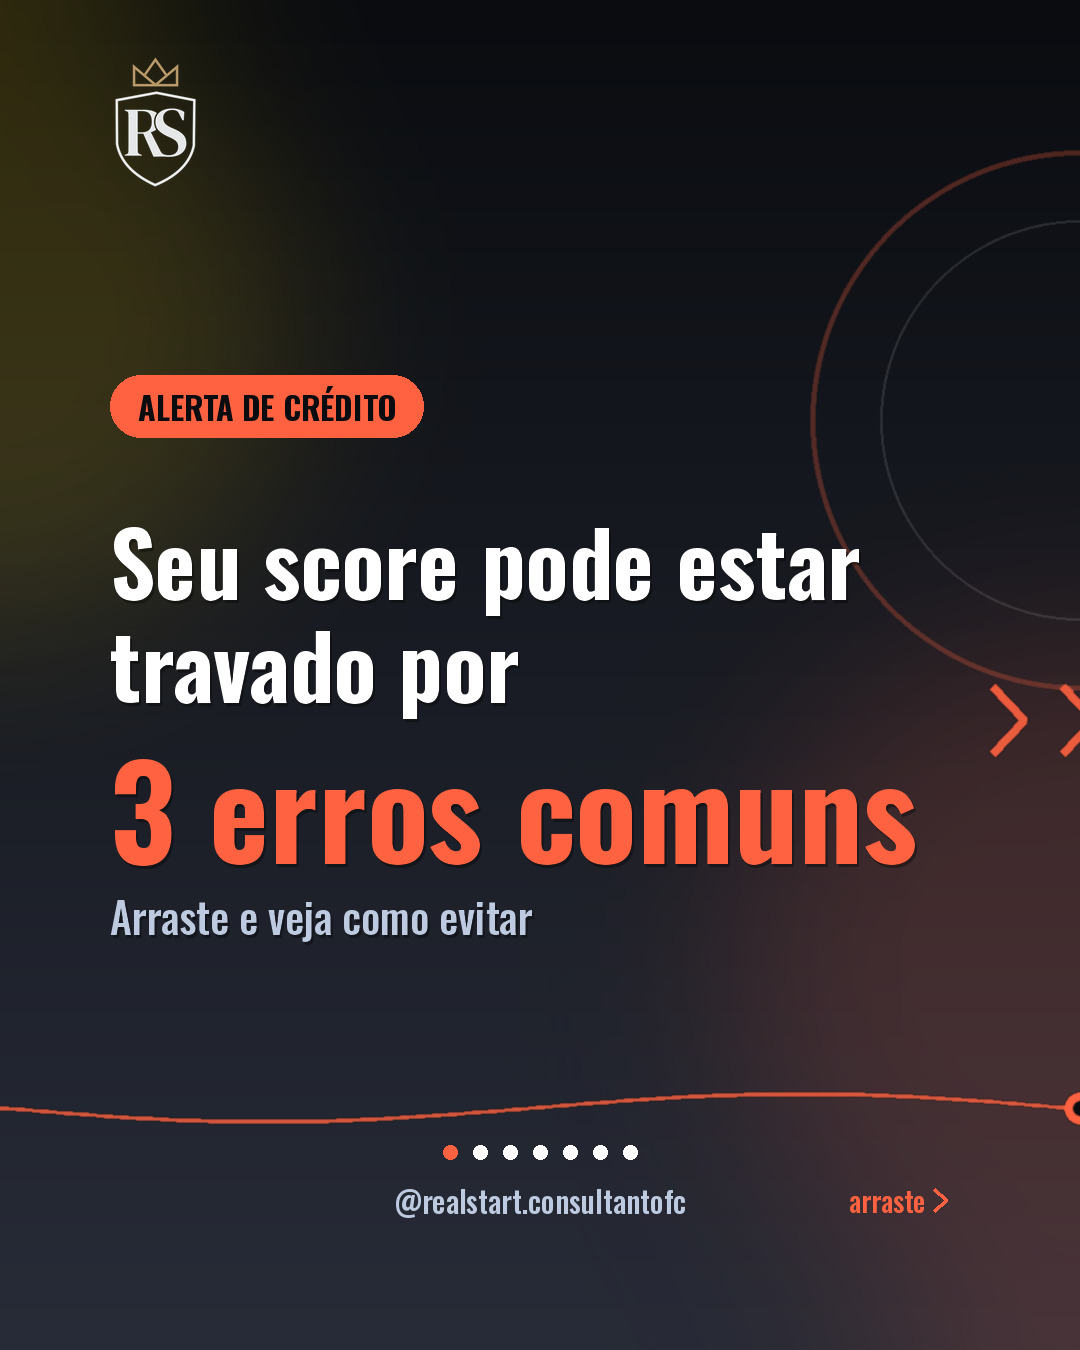 RS
ALERTA DE CRÉDITO
Seu score pode estar
travado por
3 erros comuns
Arraste e veja como evitar
@realstart.consultantofc
arraste